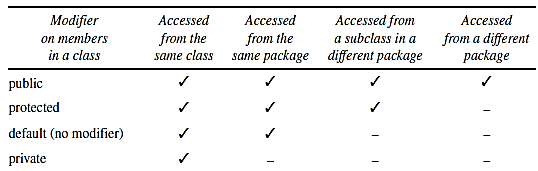 Modifier on members in a class | Accessed from the same class | Accessed from the same package | Accessed from a subclass in a different package | Accessed from a different package
public ✓ ✓ ✓ ✓
protected ✓ ✓ ✓ –
default (no modifier) ✓ ✓ – –
private ✓ – – –